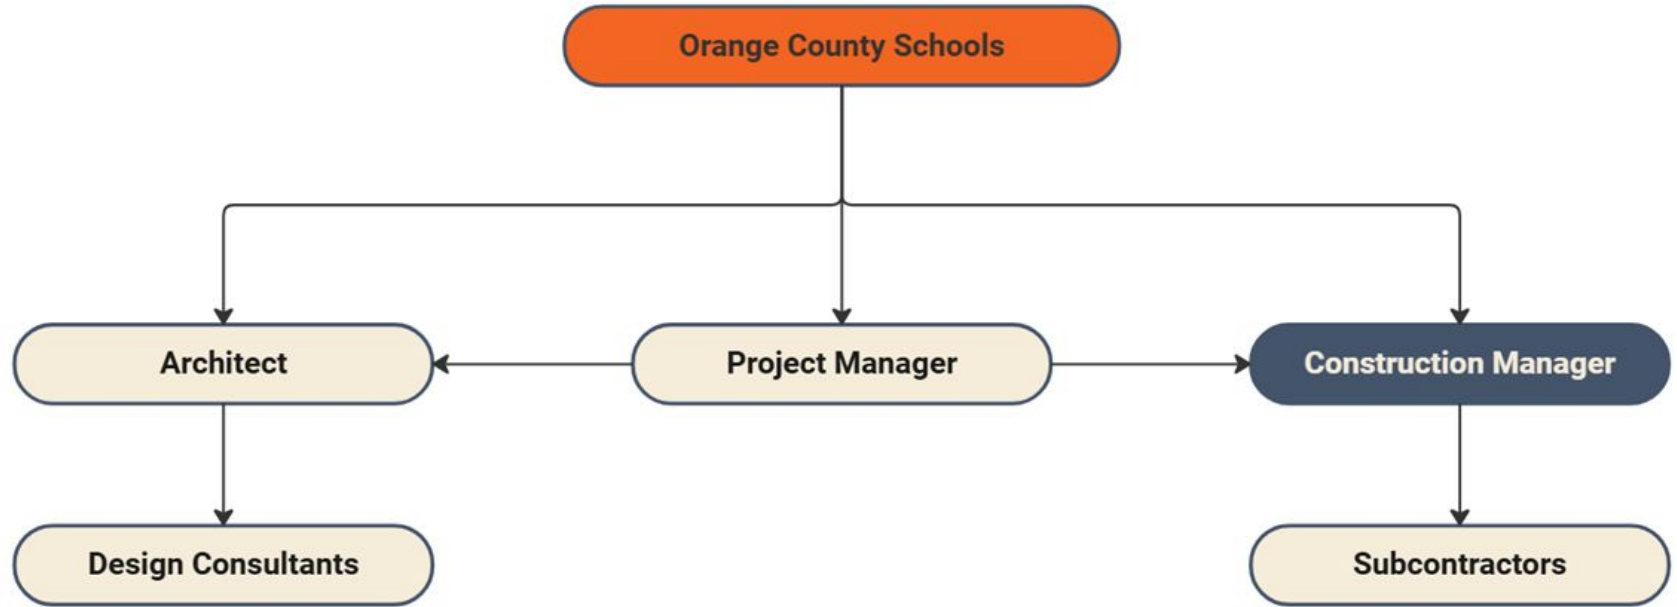 Orange County Schools
Architect
Project Manager
Construction Manager
Design Consultants
Subcontractors